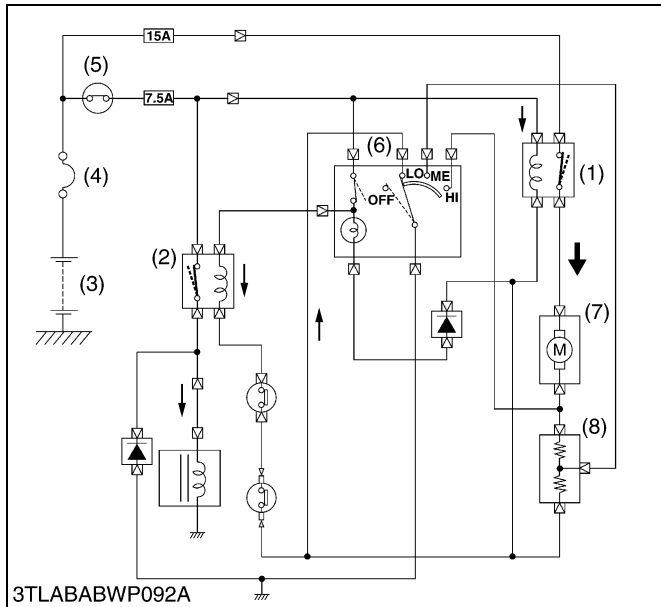 15A
(5)
7.5A
(6)
LO
ME
(1)
(4)
OFF
HI
(2)
(3)
(7)
M
(8)
3TLABABWP092A